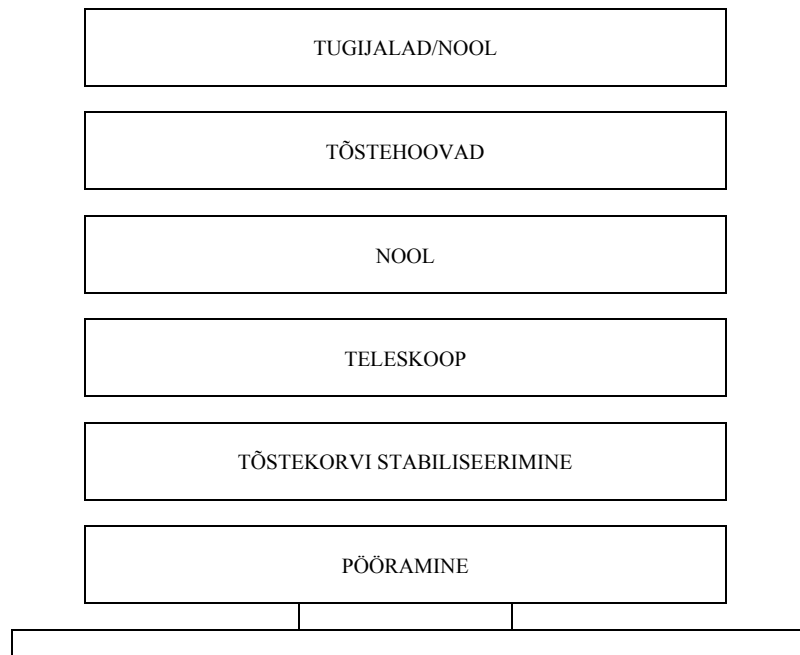 TUGIJALAD/NOOL
TÕSTEHOOVAD
NOOL
TELESKOOP
TÕSTEKORVI STABILISEERIMINE
PÖÖRAMINE